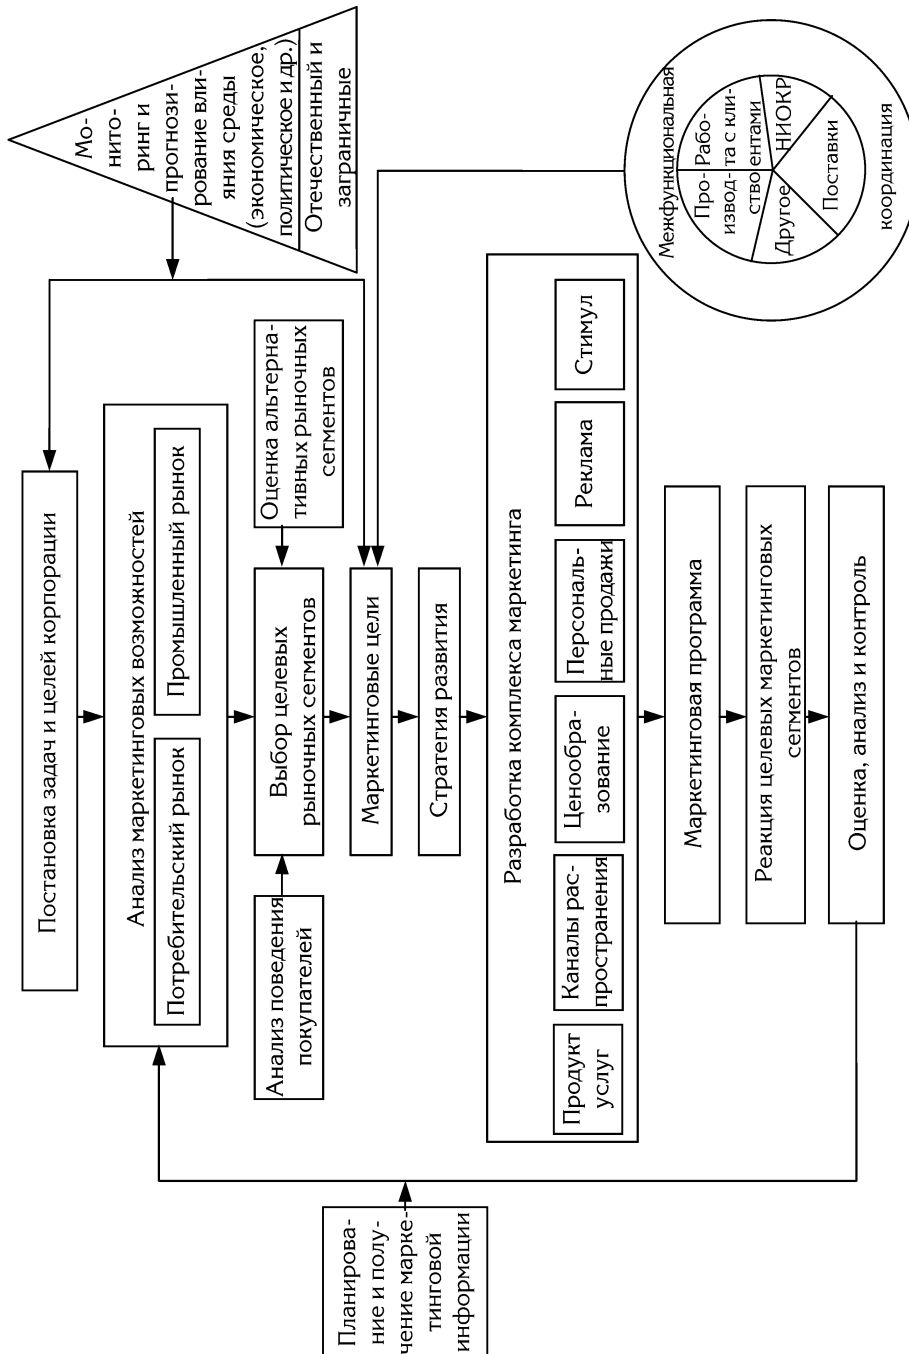 Мо-
нито-
ринг и
прогнози-
рование вли-
яния среды
(экономическое,
политическое и др.)
Отечественный и
заграничные
Межфункциональная
Про-
извод-
ство
Рабо-
та с кли-
ентами
НИОКР
Поставки
Другое
координация
Постановка задач и целей корпорации
Анализ маркетинговых возможностей
Потребительский рынок
Промышленный рынок
Оценка альтерна-
тивных рыночных
сегментов
Выбор целевых
рыночных сегментов
Анализ поведения
покупателей
Маркетинговые цели
Стратегия развития
Разработка комплекса маркетинга
Продукт
услуг
Каналы рас-
пространения
Ценообра-
зование
Персональ-
ные продажи
Реклама
Стимул
Маркетинговая программа
Реакция целевых маркетинговых
сегментов
Оценка, анализ и контроль
Планирова-
ние и полу-
чение марке-
тинговой
информации